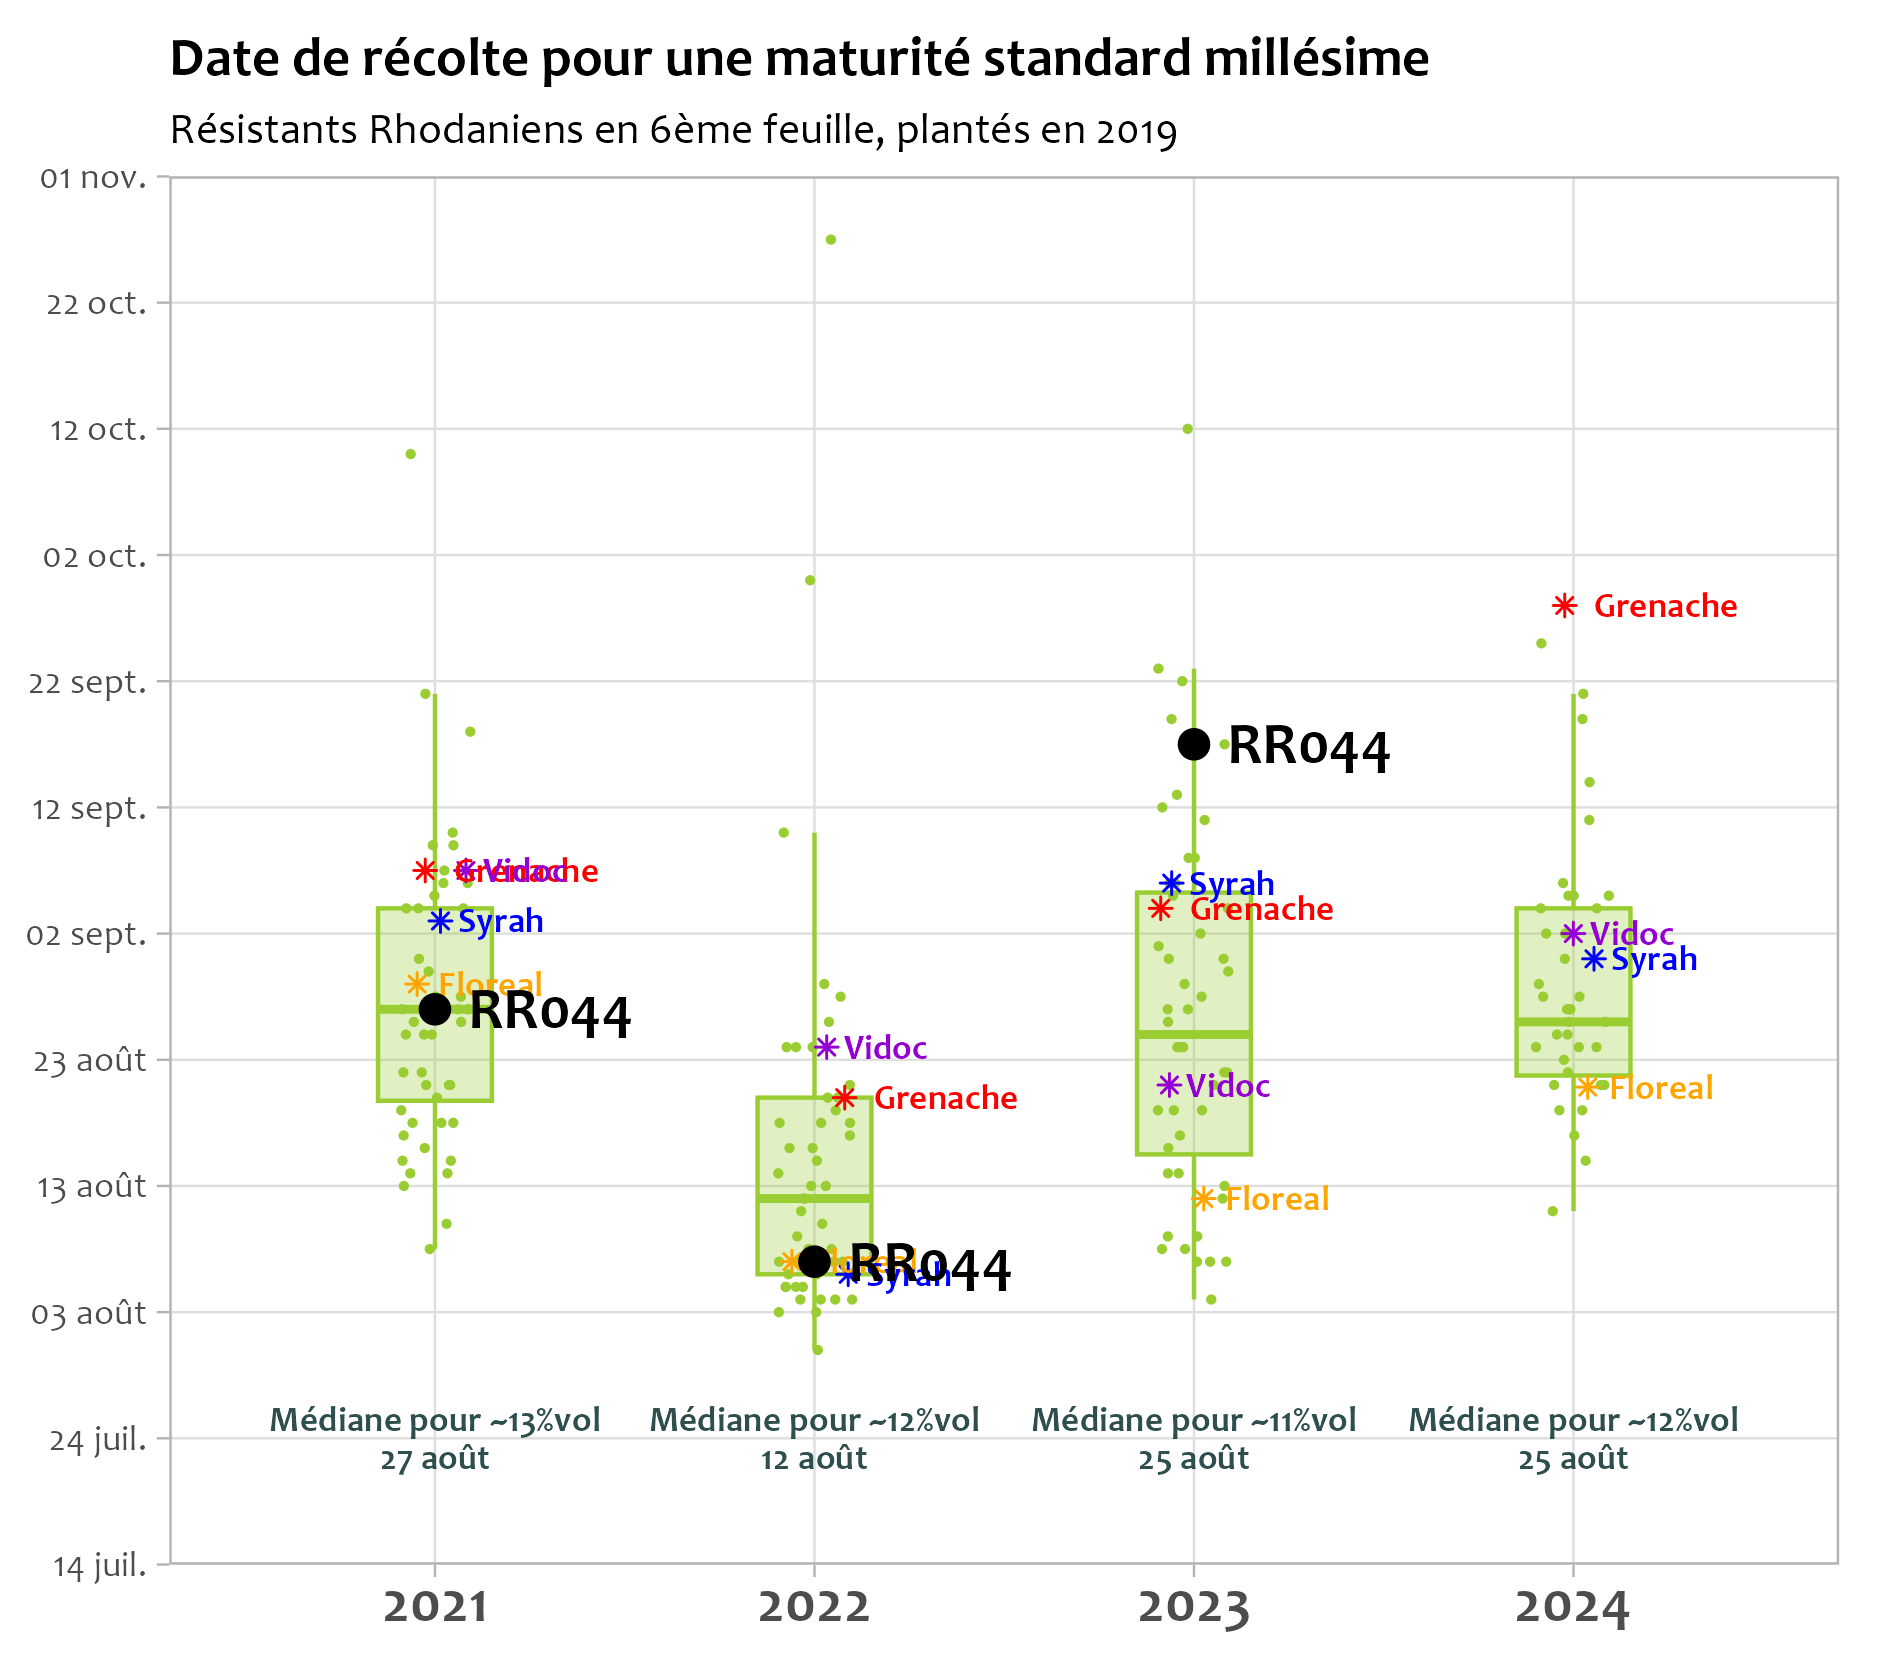 Date de récolte pour une maturité standard millésime
Résistants Rhodaniens en 6ème feuille, plantés en 2019
01 nov.
22 oct.
12 oct.
02 oct.
Grenache
22 sept.
RR044
12 sept.
Grenache
Vidoc
Syrah
Grenache
Syrah
02 sept.
Vidoc
Syrah
Floreal
RR044
23 août
Vidoc
Vidoc
Floreal
Grenache
13 août
Floreal
Floreal
RR044
Syrah
03 août
Médiane pour ~13%vol
27 août
Médiane pour ~12%vol
12 août
Médiane pour ~11%vol
25 août
Médiane pour ~12%vol
25 août
24 juil.
14 juil.
2021
2022
2023
2024